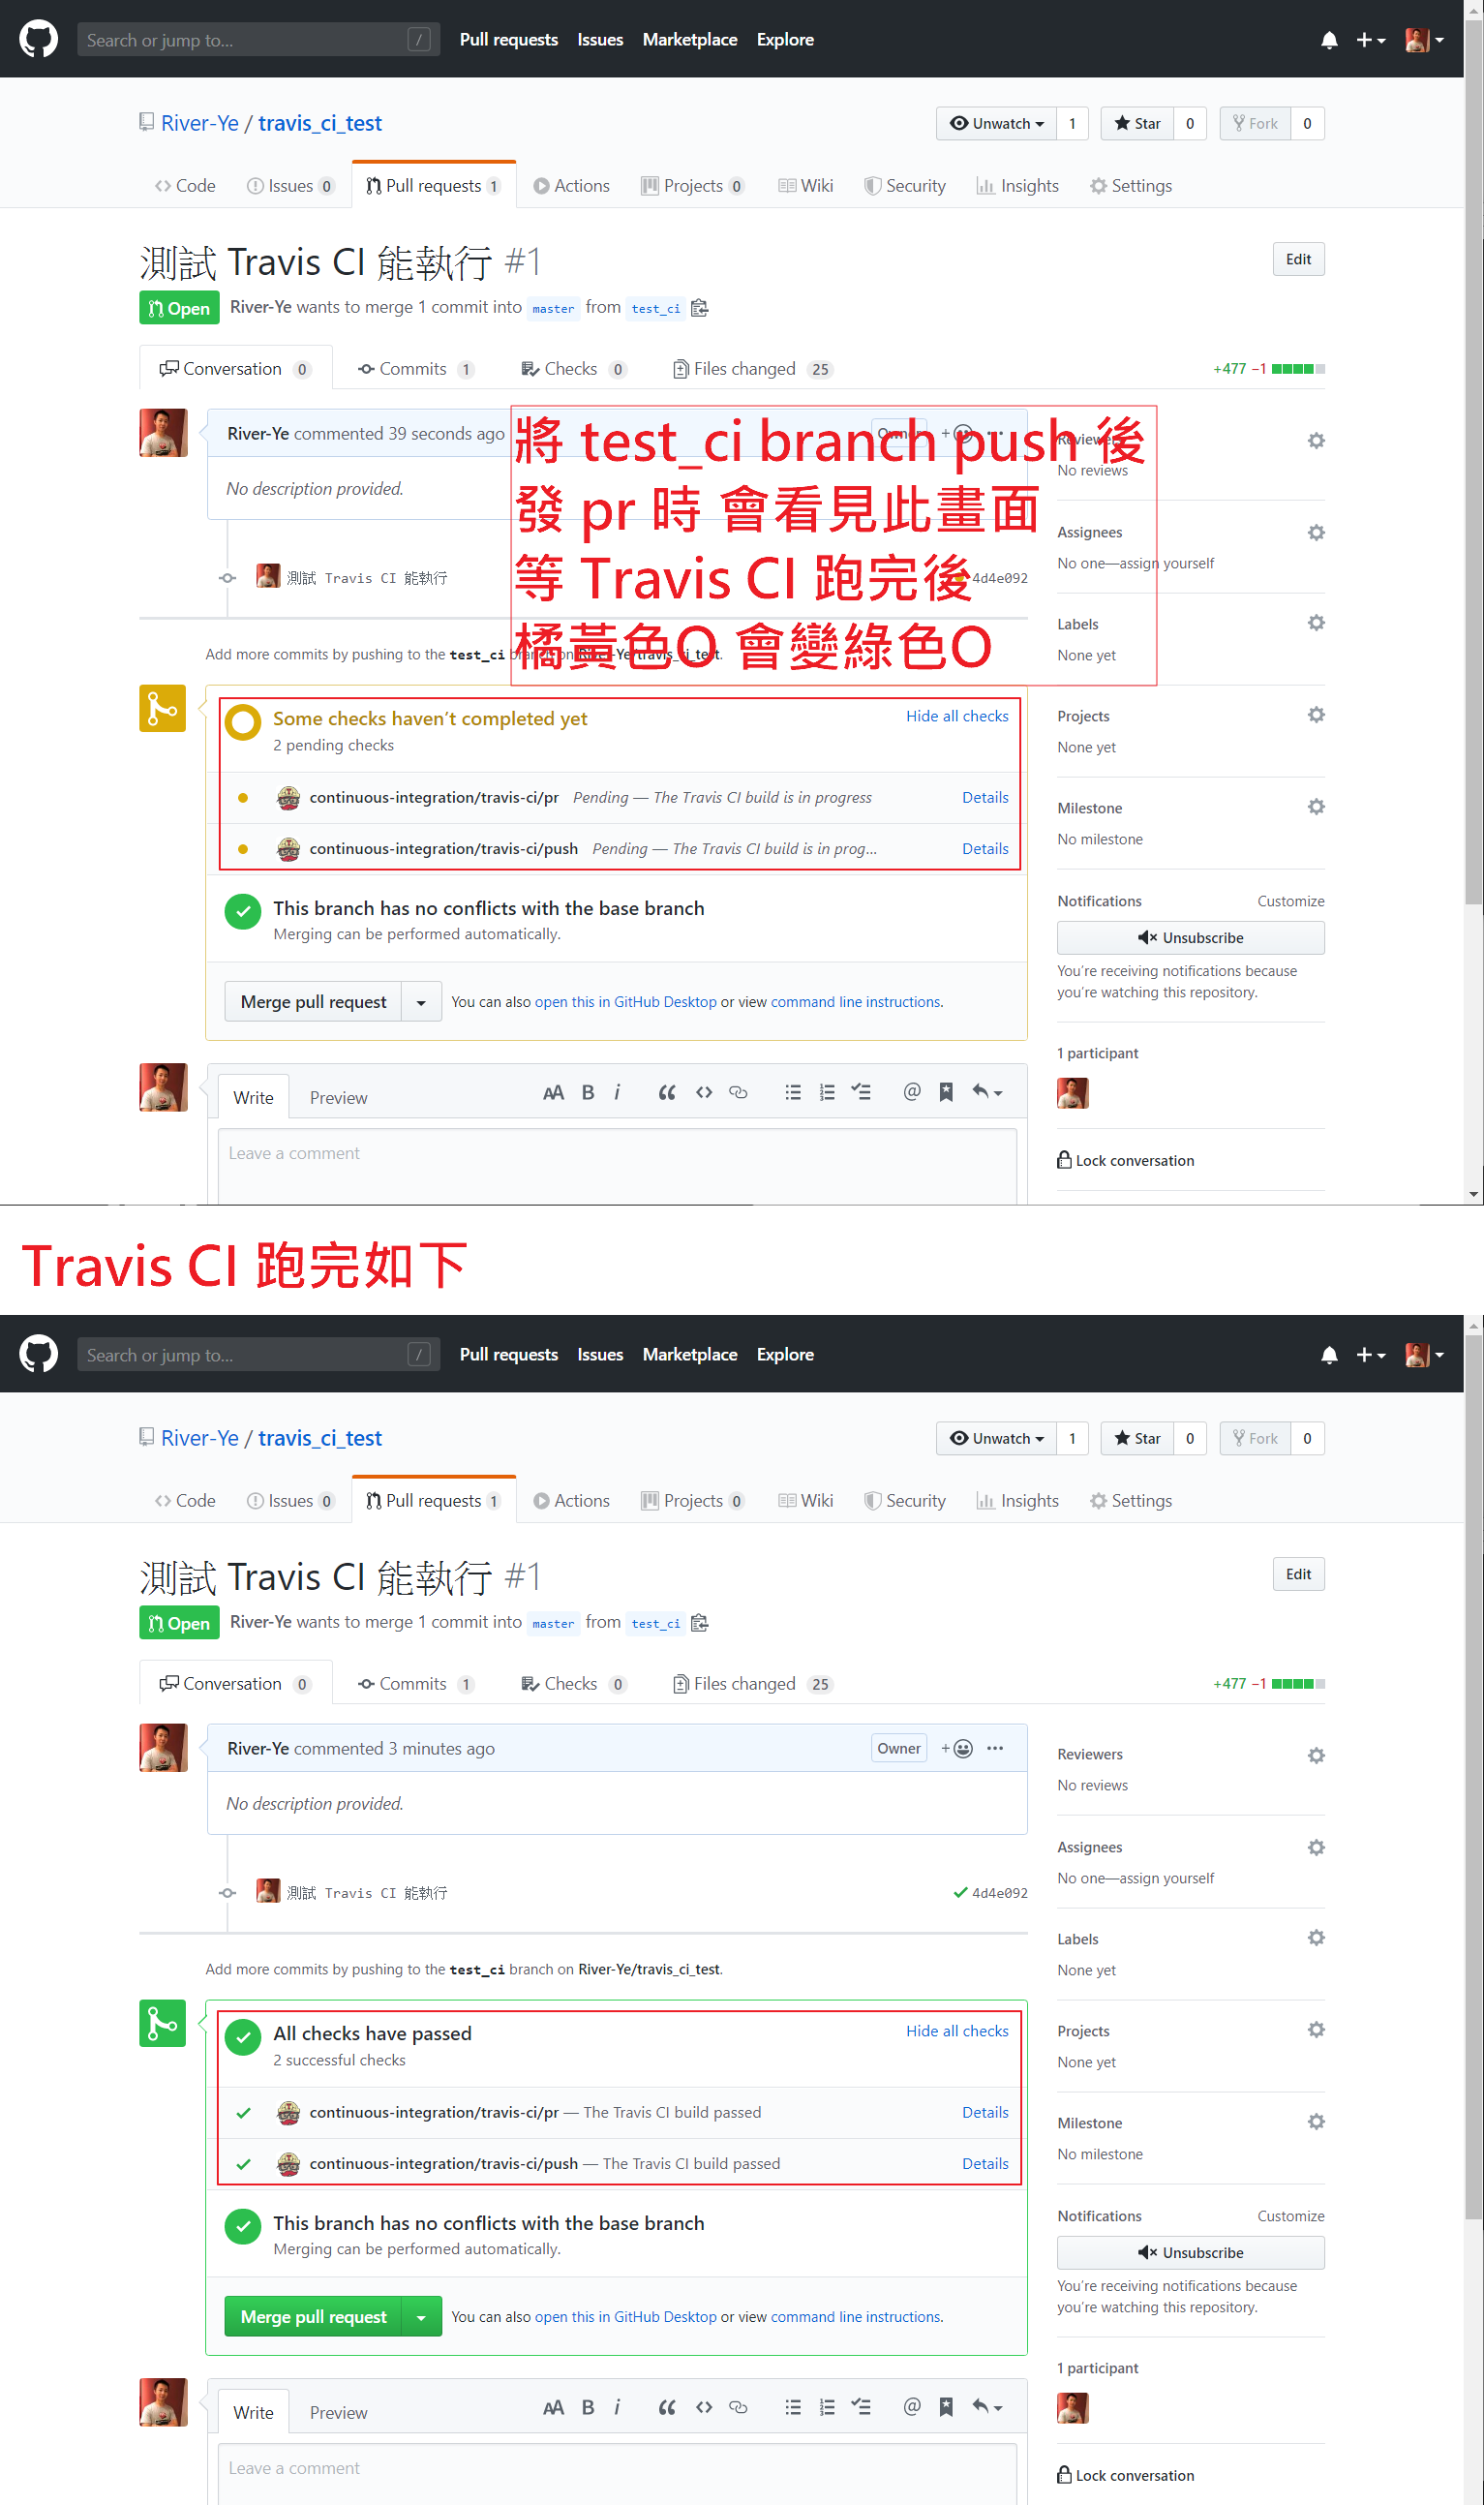 Search or jump to... /
Pull requests Issues Marketplace Explore
River-Ye / travis_ci_test
Unwatch 1 Star 0 Fork 0
Code Issues 0 Pull requests 1 Actions Projects 0 Wiki Security Insights Settings
測試 Travis CI 能執行 #1
Edit
Open River-Ye wants to merge 1 commit into master from test_ci
Conversation 0 Commits 1 Checks 0 Files changed 25
+477 −1
River-Ye commented 39 seconds ago
Owner
No description provided.
測試 Travis CI 能執行
4d4e092
將 test_ci branch push 後
發 pr 時 會看見此畫面
等 Travis CI 跑完後
橘黃色O 會變綠色O
Add more commits by pushing to the test_ci branch on River-Ye/travis_ci_test.
Some checks haven’t completed yet
Hide all checks
2 pending checks
continuous-integration/travis-ci/pr Pending — The Travis CI build is in progress Details
continuous-integration/travis-ci/push Pending — The Travis CI build is in prog... Details
This branch has no conflicts with the base branch
Merging can be performed automatically.
Merge pull request
You can also open this in GitHub Desktop or view command line instructions.
Write Preview
AA B i
Leave a comment
Reviewers
No reviews
Assignees
No one—assign yourself
Labels
None yet
Projects
None yet
Milestone
No milestone
Notifications Customize
Unsubscribe
You’re receiving notifications because
you’re watching this repository.
1 participant
Lock conversation
Travis CI 跑完如下
Search or jump to... /
Pull requests Issues Marketplace Explore
River-Ye / travis_ci_test
Unwatch 1 Star 0 Fork 0
Code Issues 0 Pull requests 1 Actions Projects 0 Wiki Security Insights Settings
測試 Travis CI 能執行 #1
Edit
Open River-Ye wants to merge 1 commit into master from test_ci
Conversation 0 Commits 1 Checks 0 Files changed 25
+477 −1
River-Ye commented 3 minutes ago
Owner
No description provided.
測試 Travis CI 能執行
4d4e092
Add more commits by pushing to the test_ci branch on River-Ye/travis_ci_test.
All checks have passed
Hide all checks
2 successful checks
continuous-integration/travis-ci/pr — The Travis CI build passed Details
continuous-integration/travis-ci/push — The Travis CI build passed Details
This branch has no conflicts with the base branch
Merging can be performed automatically.
Merge pull request
You can also open this in GitHub Desktop or view command line instructions.
Write Preview
AA B i
Leave a comment
Reviewers
No reviews
Assignees
No one—assign yourself
Labels
None yet
Projects
None yet
Milestone
No milestone
Notifications Customize
Unsubscribe
You’re receiving notifications because
you’re watching this repository.
1 participant
Lock conversation